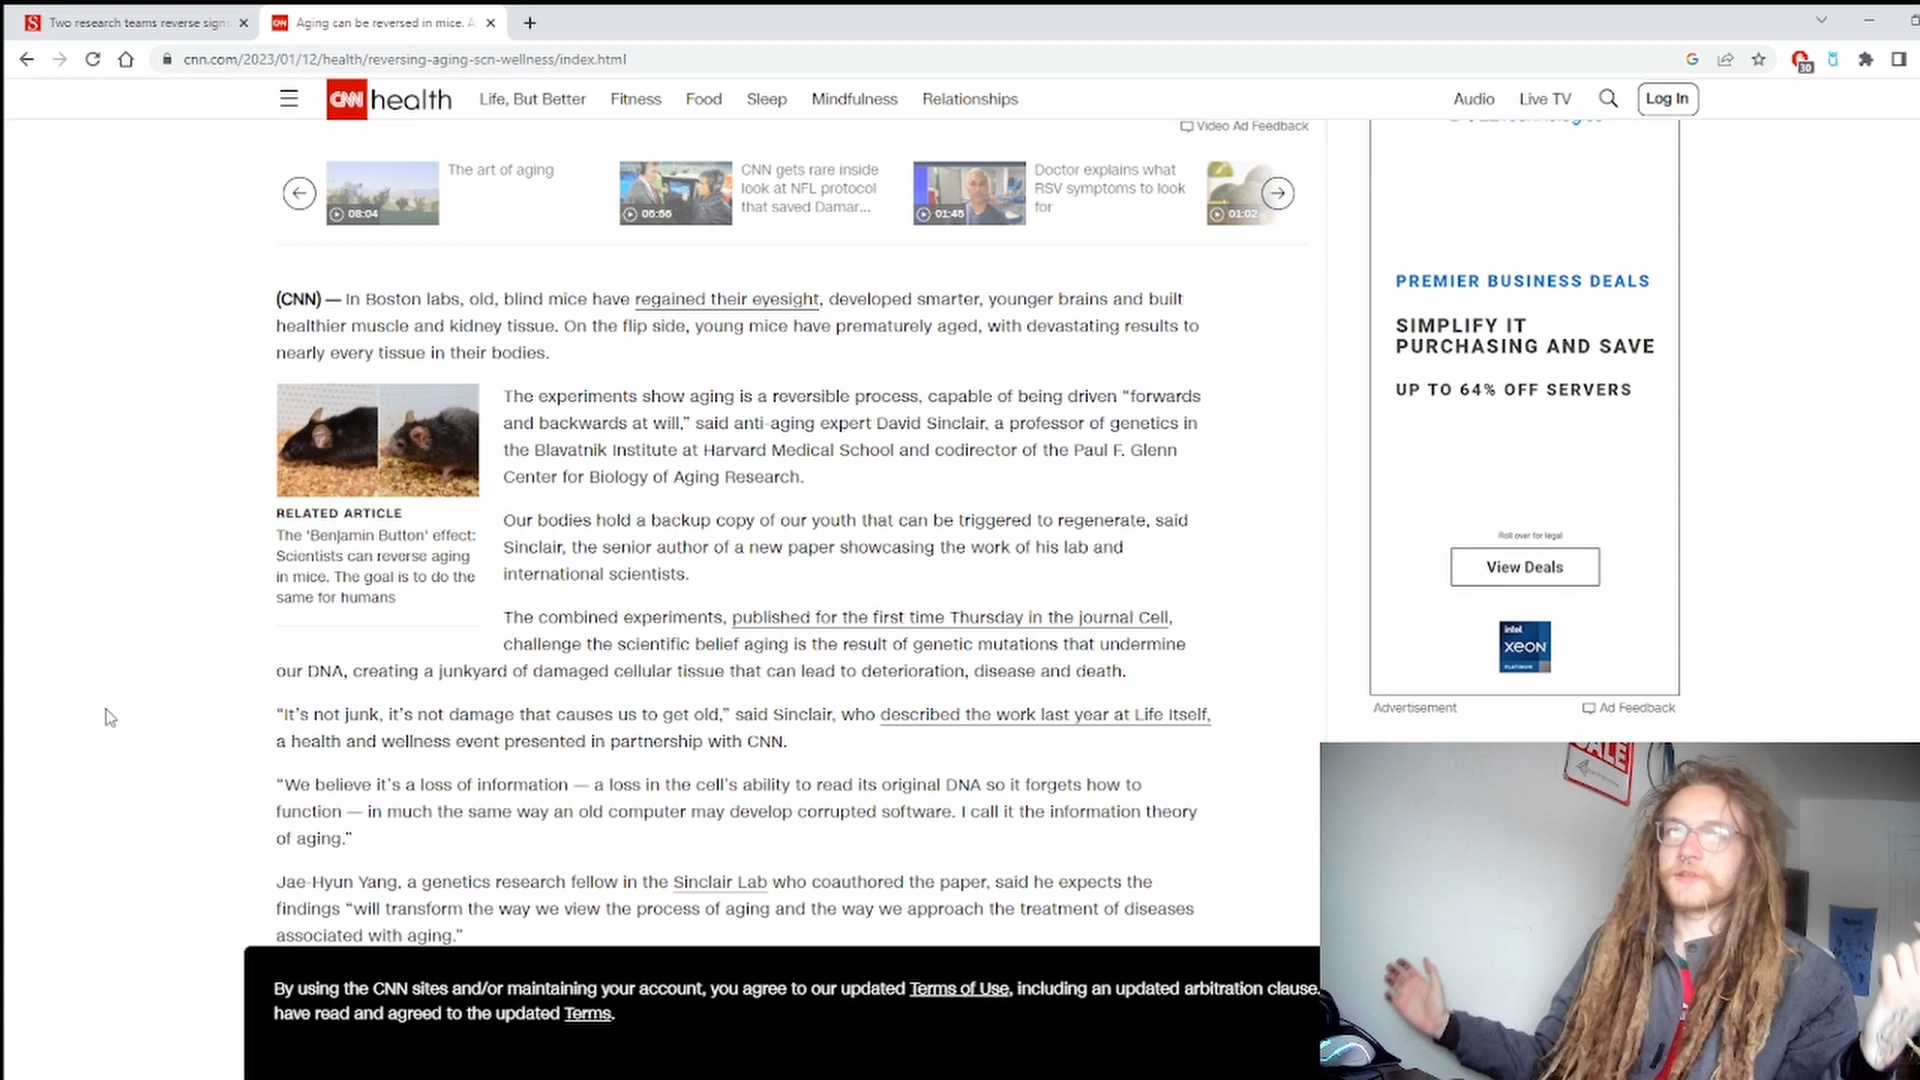 Two research teams reverse sign
Aging can be reversed in mice. A
cnn.com/2023/01/12/health/reversing-aging-scn-wellness/index.html
30
CNN health
Life, But Better
Fitness
Food
Sleep
Mindfulness
Relationships
Audio
Live TV
Log In
Video Ad Feedback
08:04
The art of aging
05:56
CNN gets rare inside
look at NFL protocol
that saved Damar...
01:45
Doctor explains what
RSV symptoms to look
for
01:02
(CNN) — In Boston labs, old, blind mice have regained their eyesight, developed smarter, younger brains and built
healthier muscle and kidney tissue. On the flip side, young mice have prematurely aged, with devastating results to
nearly every tissue in their bodies.
RELATED ARTICLE
The 'Benjamin Button' effect:
Scientists can reverse aging
in mice. The goal is to do the
same for humans
The experiments show aging is a reversible process, capable of being driven “forwards
and backwards at will,” said anti-aging expert David Sinclair, a professor of genetics in
the Blavatnik Institute at Harvard Medical School and codirector of the Paul F. Glenn
Center for Biology of Aging Research.
Our bodies hold a backup copy of our youth that can be triggered to regenerate, said
Sinclair, the senior author of a new paper showcasing the work of his lab and
international scientists.
The combined experiments, published for the first time Thursday in the journal Cell,
challenge the scientific belief aging is the result of genetic mutations that undermine
our DNA, creating a junkyard of damaged cellular tissue that can lead to deterioration, disease and death.
“It’s not junk, it’s not damage that causes us to get old,” said Sinclair, who described the work last year at Life Itself,
a health and wellness event presented in partnership with CNN.
“We believe it’s a loss of information — a loss in the cell’s ability to read its original DNA so it forgets how to
function — in much the same way an old computer may develop corrupted software. I call it the information theory
of aging.”
Jae-Hyun Yang, a genetics research fellow in the Sinclair Lab who coauthored the paper, said he expects the
findings “will transform the way we view the process of aging and the way we approach the treatment of diseases
associated with aging.”
By using the CNN sites and/or maintaining your account, you agree to our updated Terms of Use, including an updated arbitration clause,
have read and agreed to the updated Terms.
PREMIER BUSINESS DEALS
SIMPLIFY IT
PURCHASING AND SAVE
UP TO 64% OFF SERVERS
Roll over for legal
View Deals
intel
XEON
PLATINUM
Advertisement
Ad Feedback